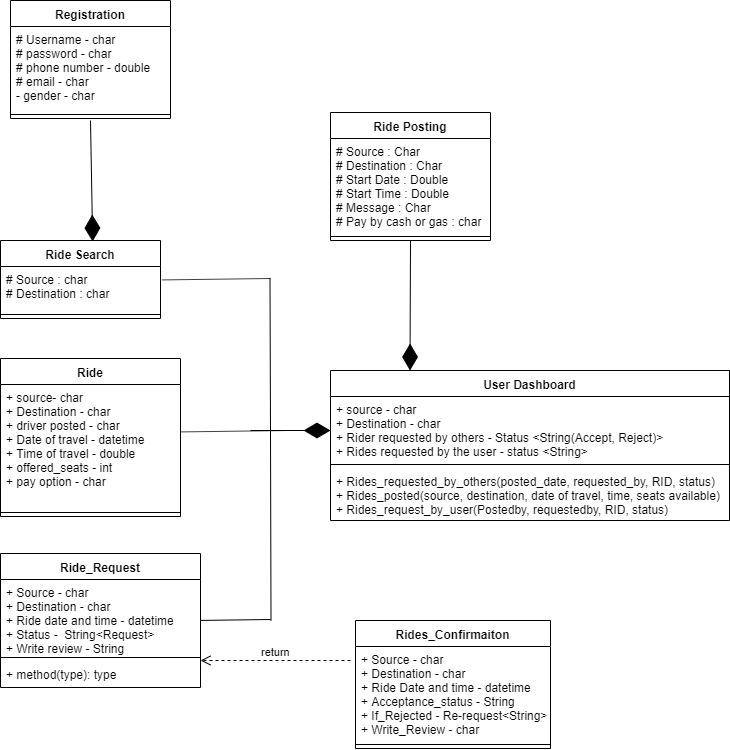 Registration
# Username - char
# password - char
# phone number - double
# email - char
- gender - char
Ride Posting
# Source : Char
# Destination : Char
# Start Date : Double
# Start Time : Double
# Message : Char
# Pay by cash or gas : char
Ride Search
# Source : char
# Destination : char
Ride
+ source- char
+ Destination - char
+ driver posted - char
+ Date of travel - datetime
+ Time of travel - double
+ offered_seats - int
+ pay option - char
User Dashboard
+ source - char
+ Destination - char
+ Rider requested by others - Status <String(Accept, Reject)>
+ Rides requested by the user - status <String>
+ Rides_requested_by_others(posted_date, requested_by, RID, status)
+ Rides_posted(source, destination, date of travel, time, seats available)
+ Rides_request_by_user(Postedby, requestedby, RID, status)
Ride_Request
+ Source - char
+ Destination - char
+ Ride date and time - datetime
+ Status -  String<Request>
+ Write review - String
+ method(type): type
return
Rides_Confirmaiton
+ Source - char
+ Destination - char
+ Ride Date and time - datetime
+ Acceptance_status - String
+ If_Rejected - Re-request<String>
+ Write_Review - char